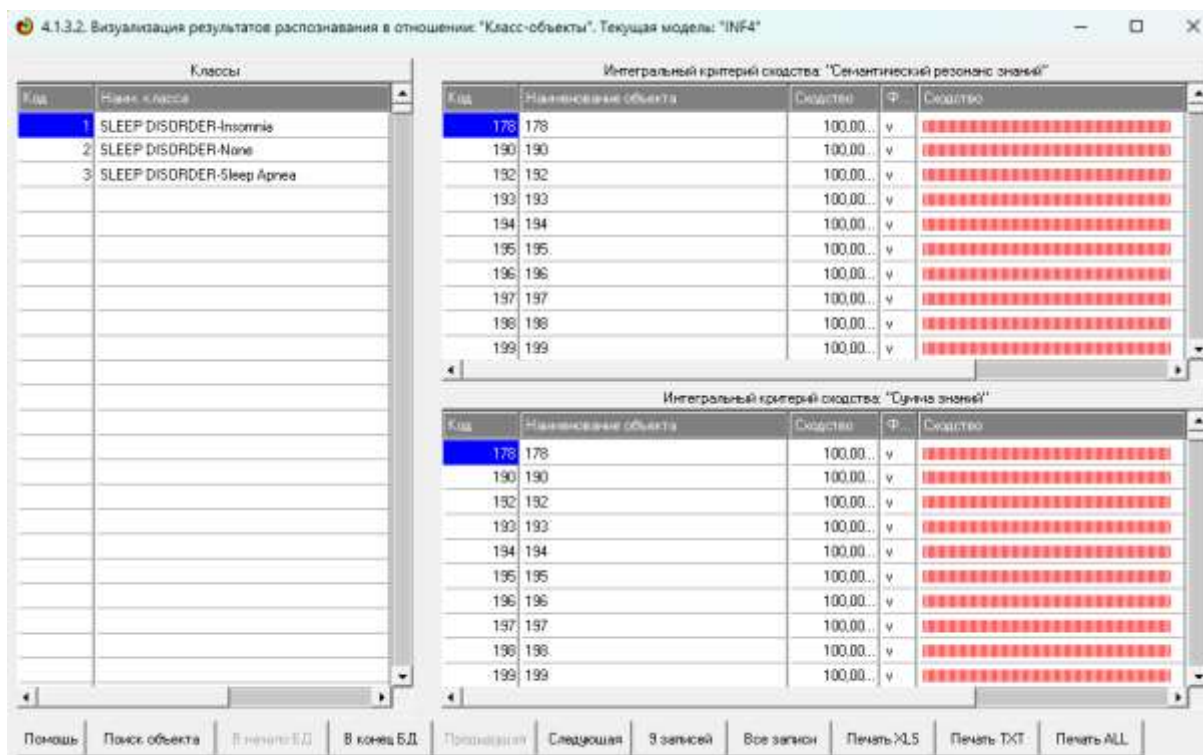 4.1.3.2. Визуализация результатов распознавания в отношении: "Класс-объекты". Текущая модель: "INF4"
Классы
Код Наим. класса
1 SLEEP DISORDER-Insomnia
2 SLEEP DISORDER-None
3 SLEEP DISORDER-Sleep Apnea
Интегральный критерий сходства: "Семантический резонанс знаний"
Код Наименование объекта Сходство Ф... Сходство
178 178 100,00... v
190 190 100,00... v
192 192 100,00... v
193 193 100,00... v
194 194 100,00... v
195 195 100,00... v
196 196 100,00... v
197 197 100,00... v
198 198 100,00... v
199 199 100,00... v
Интегральный критерий сходства: "Сумма знаний"
Код Наименование объекта Сходство Ф... Сходство
178 178 100,00... v
190 190 100,00... v
192 192 100,00... v
193 193 100,00... v
194 194 100,00... v
195 195 100,00... v
196 196 100,00... v
197 197 100,00... v
198 198 100,00... v
199 199 100,00... v
Помощь Поиск объекта В начало БД В конец БД Предыдущая Следующая 9 записей Все записи Печать XLS Печать TXT Печать ALL